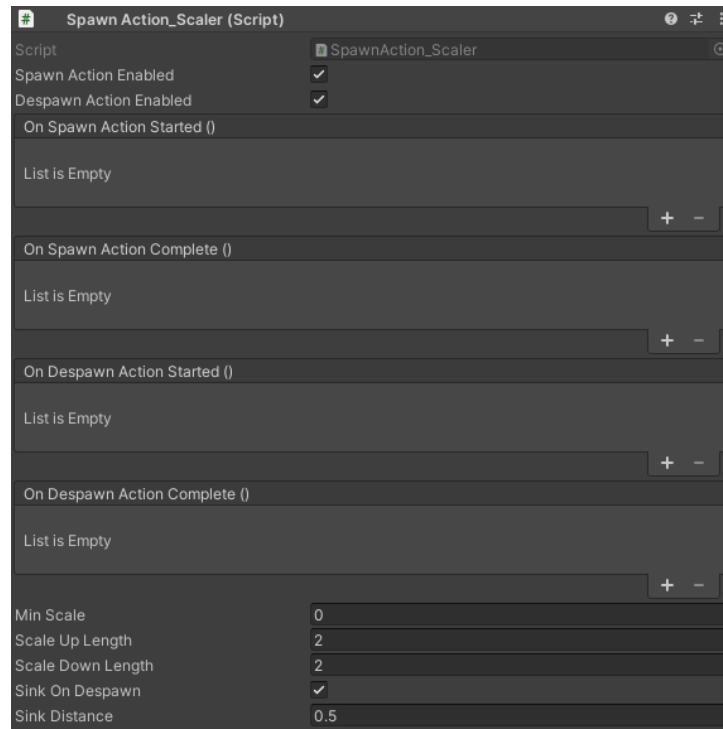 # Spawn Action_Scaler (Script)
Script # SpawnAction_Scaler
Spawn Action Enabled
Despawn Action Enabled
On Spawn Action Started ()
List is Empty
+ -
On Spawn Action Complete ()
List is Empty
+ -
On Despawn Action Started ()
List is Empty
+ -
On Despawn Action Complete ()
List is Empty
+ -
Min Scale 0
Scale Up Length 2
Scale Down Length 2
Sink On Despawn
Sink Distance 0.5